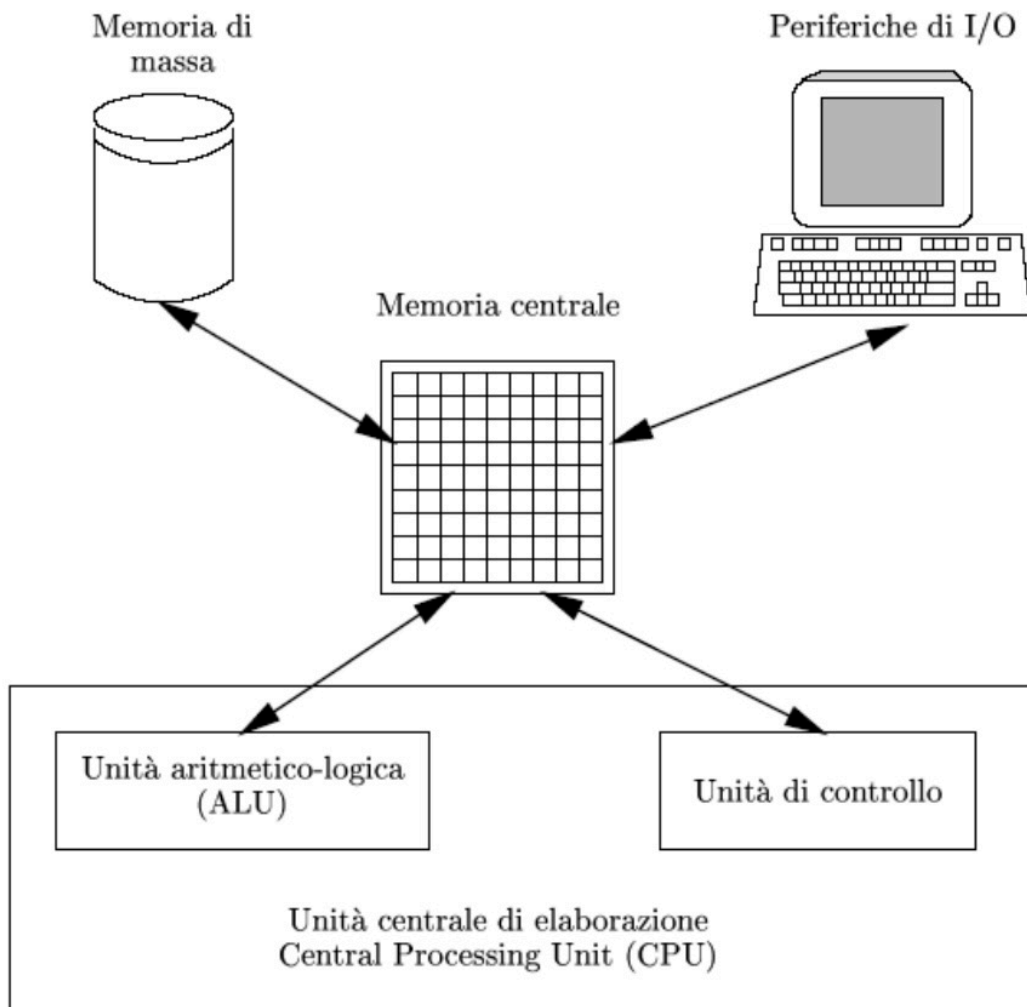 Memoria di
massa
Periferiche di I/O
Memoria centrale
Unità aritmetico-logica
(ALU)
Unità di controllo
Unità centrale di elaborazione
Central Processing Unit (CPU)